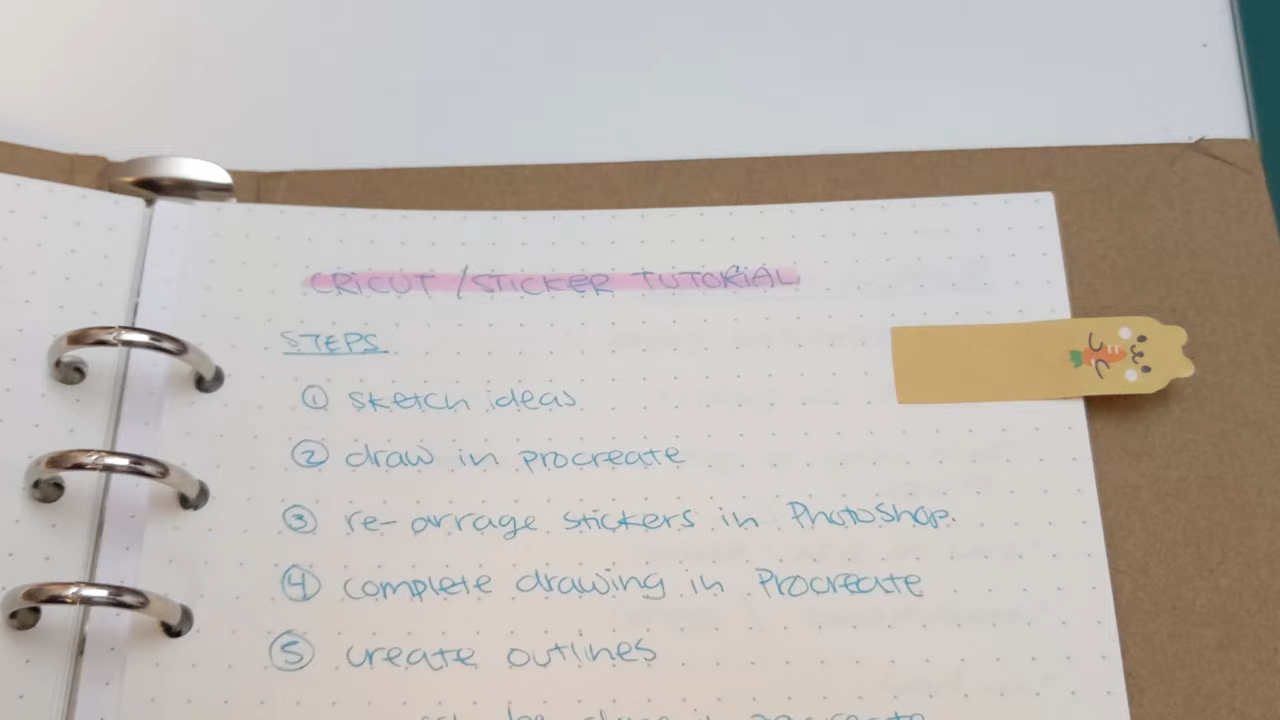 CRICUT / STICKER TUTORIAL
STEPS
① sketch ideas
② draw in procreate
③ re-arrage stickers in Photoshop.
④ complete drawing in Procreate
⑤ create outlines